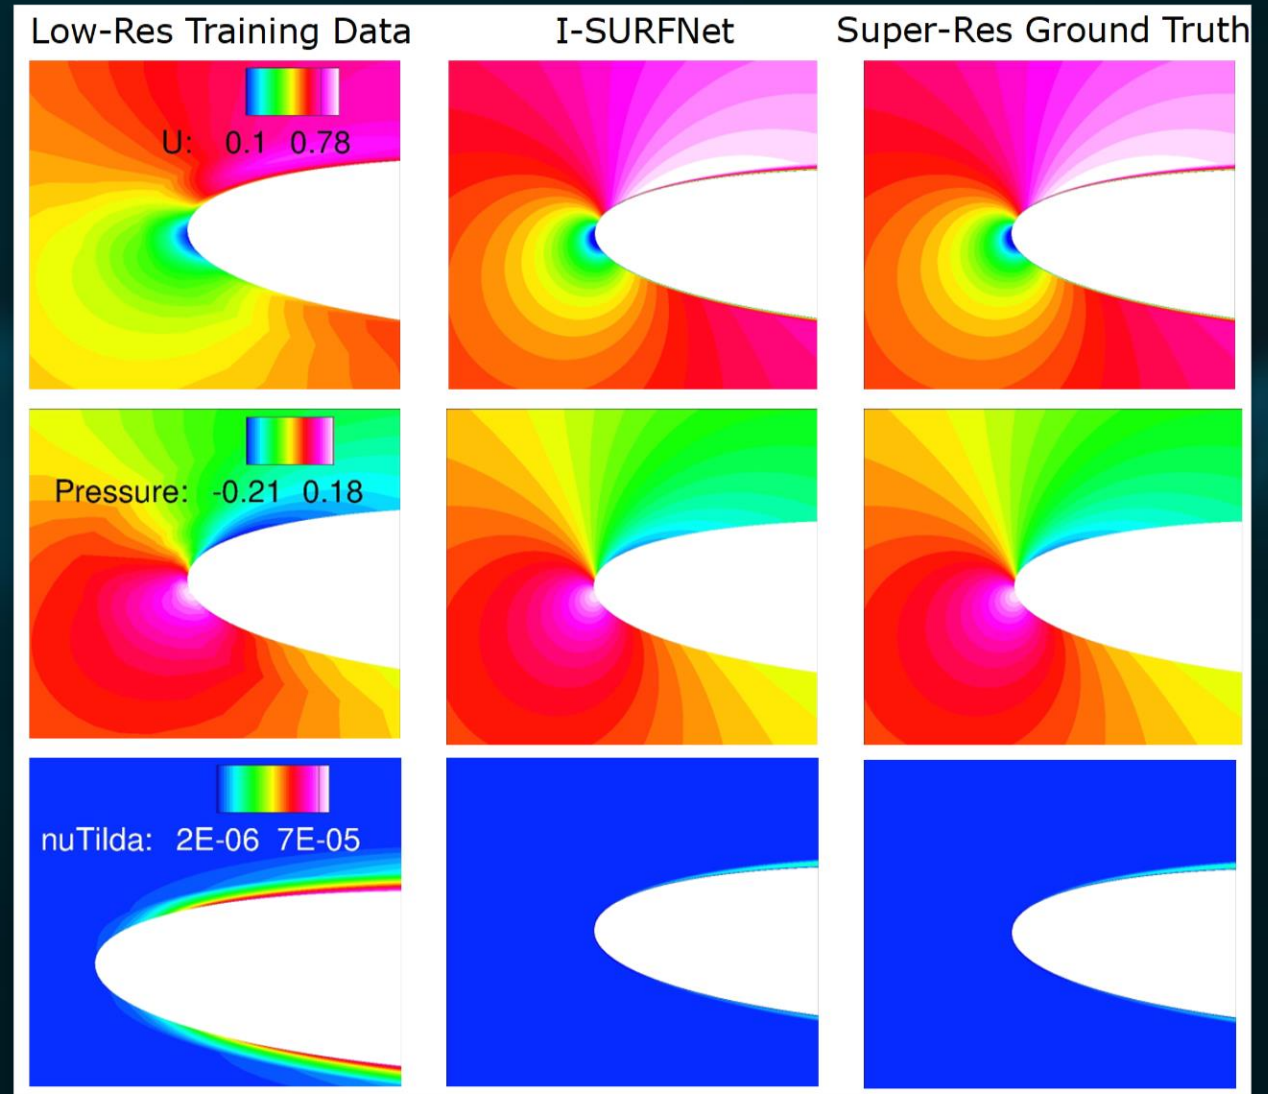 Low-Res Training Data I-SURFNet Super-Res Ground Truth
U: 0.1 0.78
Pressure: -0.21 0.18
nuTilda: 2E-06 7E-05